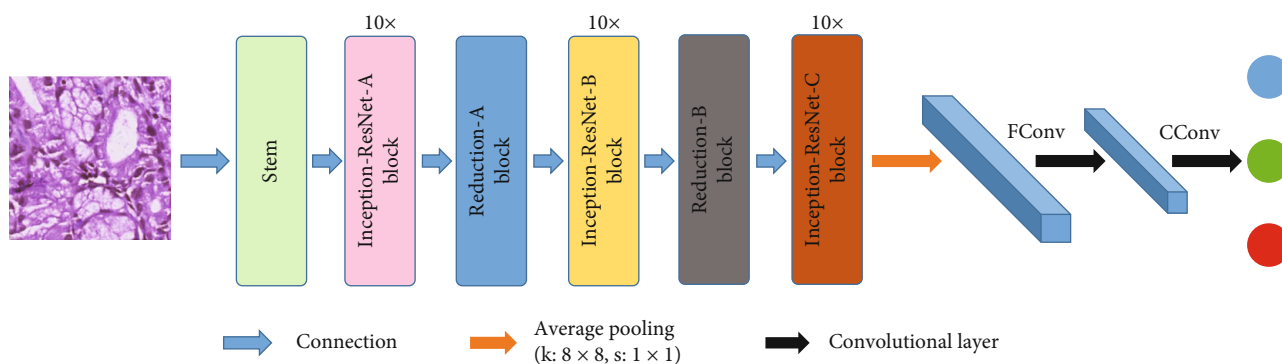 10×
10×
10×
Stem
Inception-ResNet-A
block
Reduction-A
block
Inception-ResNet-B
block
Reduction-B
block
Inception-ResNet-C
block
FConv
CConv
Connection
Average pooling
(k: 8 × 8, s: 1 × 1)
Convolutional layer